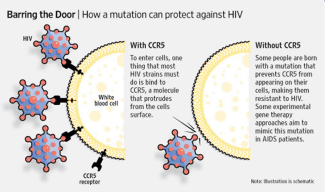 Barring the Door | How a mutation can protect against HIV
HIV
White
blood cell
CCR5
receptor
With CCR5
To enter cells, one
thing that most
HIV strains must
do is bind to
CCR5, a molecule
that protrudes
from the cells
surface.
Without CCR5
Some people are born
with a mutation that
prevents CCR5 from
appearing on their
cells, making them
resistant to HIV. Some
experimental gene
therapy approaches
aim to mimic this
mutation in
AIDS patients.
Note: Illustration is schematic